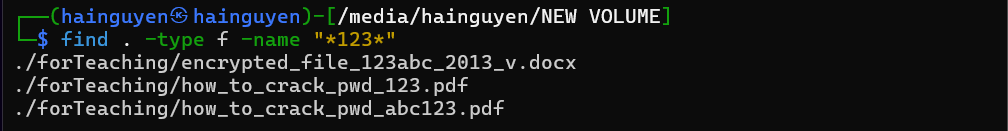 ┌──(hainguyen㉿hainguyen)-[/media/hainguyen/NEW VOLUME]
└─$ find . -type f -name "*123*"
./forTeaching/encrypted_file_123abc_2013_v.docx
./forTeaching/how_to_crack_pwd_123.pdf
./forTeaching/how_to_crack_pwd_abc123.pdf